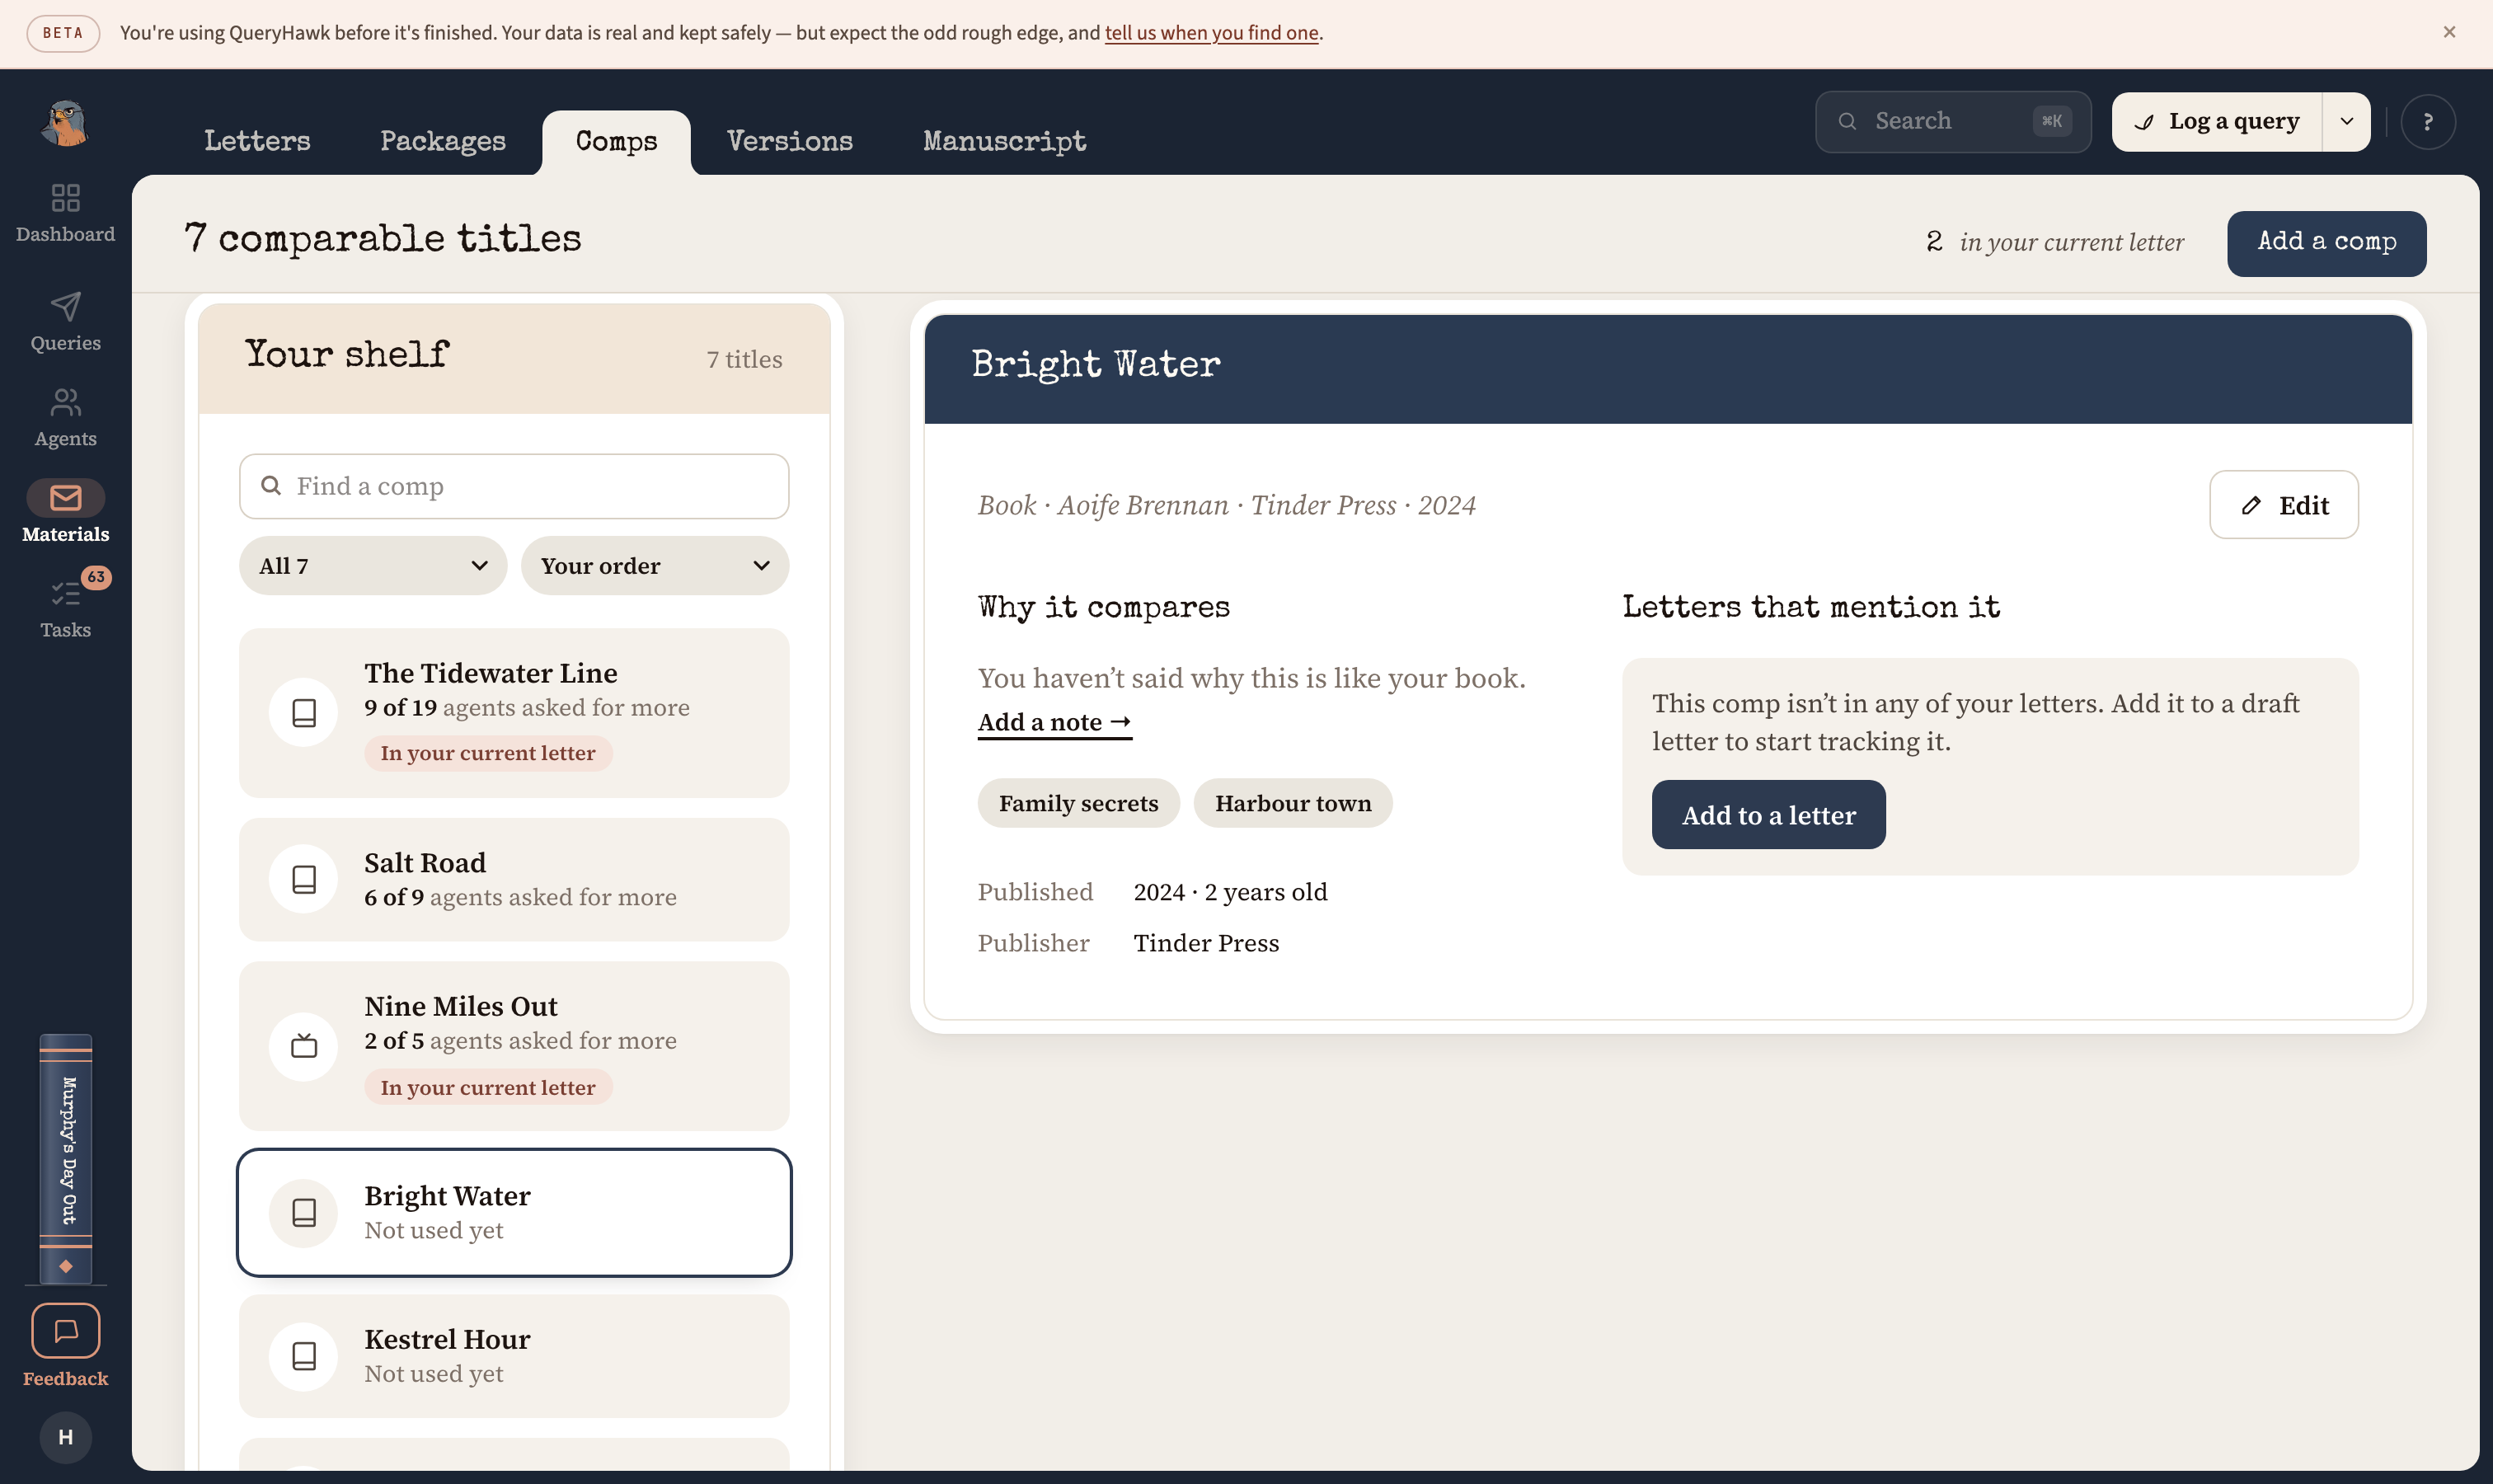 BETA
You're using QueryHawk before it's finished. Your data is real and kept safely — but expect the odd rough edge, and tell us when you find one.
×
Letters
Packages
Comps
Versions
Manuscript
Search
⌘K
Log a query
?
Dashboard
Queries
Agents
Materials
63
Tasks
Murphy's Day Out
Feedback
H
7 comparable titles
2 in your current letter
Add a comp
Your shelf
7 titles
Find a comp
All 7
Your order
The Tidewater Line
9 of 19 agents asked for more
In your current letter
Salt Road
6 of 9 agents asked for more
Nine Miles Out
2 of 5 agents asked for more
In your current letter
Bright Water
Not used yet
Kestrel Hour
Not used yet
Bright Water
Book · Aoife Brennan · Tinder Press · 2024
Edit
Why it compares
You haven’t said why this is like your book.
Add a note →
Family secrets
Harbour town
Published 2024 · 2 years old
Publisher Tinder Press
Letters that mention it
This comp isn’t in any of your letters. Add it to a draft
letter to start tracking it.
Add to a letter